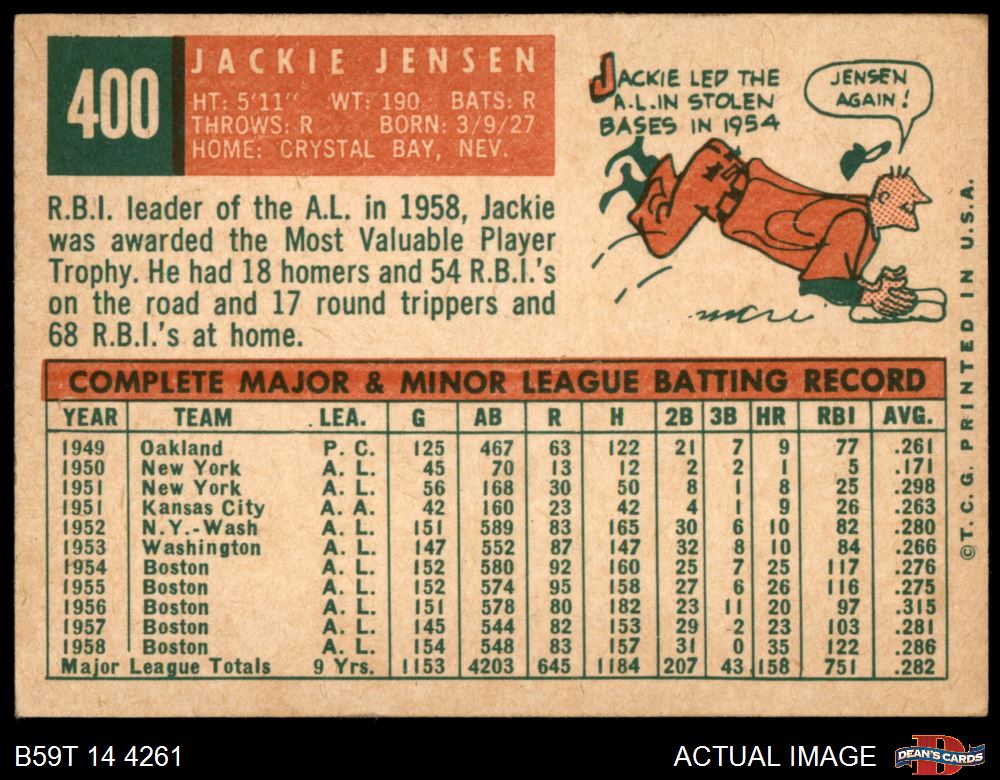 400
JACKIE JENSEN
HT: 5'11" WT: 190 BATS: R
THROWS: R BORN: 3/9/27
HOME: CRYSTAL BAY, NEV.
JACKIE LED THE
A.L. IN STOLEN
BASES IN 1954
JENSEN
AGAIN!
R.B.I. leader of the A.L. in 1958, Jackie
was awarded the Most Valuable Player
Trophy. He had 18 homers and 54 R.B.I.'s
on the road and 17 round trippers and
68 R.B.I.'s at home.
COMPLETE MAJOR & MINOR LEAGUE BATTING RECORD
YEAR TEAM LEA. G AB R H 2B 3B HR RBI AVG.
1949 Oakland P. C. 125 467 63 122 21 7 9 77 .261
1950 New York A. L. 45 70 13 12 2 2 1 5 .171
1951 New York A. L. 56 168 30 50 8 1 8 25 .298
1951 Kansas City A. A. 42 160 23 42 4 1 9 26 .263
1952 N.Y.-Wash A. L. 151 589 83 165 30 6 10 82 .280
1953 Washington A. L. 147 552 87 147 32 8 10 84 .266
1954 Boston A. L. 152 580 92 160 25 7 25 117 .276
1955 Boston A. L. 152 574 95 158 27 6 26 116 .275
1956 Boston A. L. 151 578 80 182 23 11 20 97 .315
1957 Boston A. L. 145 544 82 153 29 2 23 103 .281
1958 Boston A. L. 154 548 83 157 31 0 35 122 .286
Major League Totals 9 Yrs. 1153 4203 645 1184 207 43 158 751 .282
©T.C.G. PRINTED IN U.S.A.
B59T 14 4261
ACTUAL IMAGE
DEAN'S CARDS